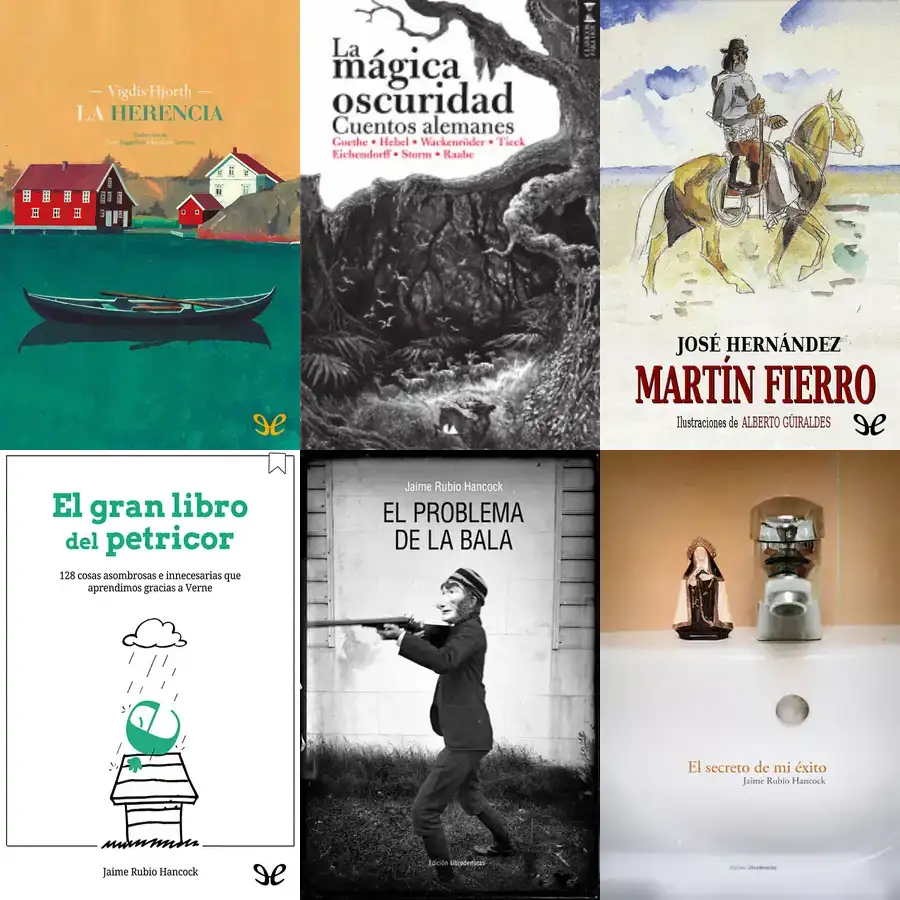 Vigdis Hjorth
LA HERENCIA
La
mágica
oscuridad
Cuentos alemanes
Goethe • Hebel • Wackenröder • Tieck
Eichendorff • Storm • Raabe
JOSÉ HERNÁNDEZ
MARTÍN FIERRO
Ilustraciones de ALBERTO GÜIRALDES
El gran libro
del petricor
128 cosas asombrosas e innecesarias que
aprendimos gracias a Verne
Jaime Rubio Hancock
Jaime Rubio Hancock
EL PROBLEMA
DE LA BALA
Edición Librodenotas
El secreto de mi éxito
Jaime Rubio Hancock